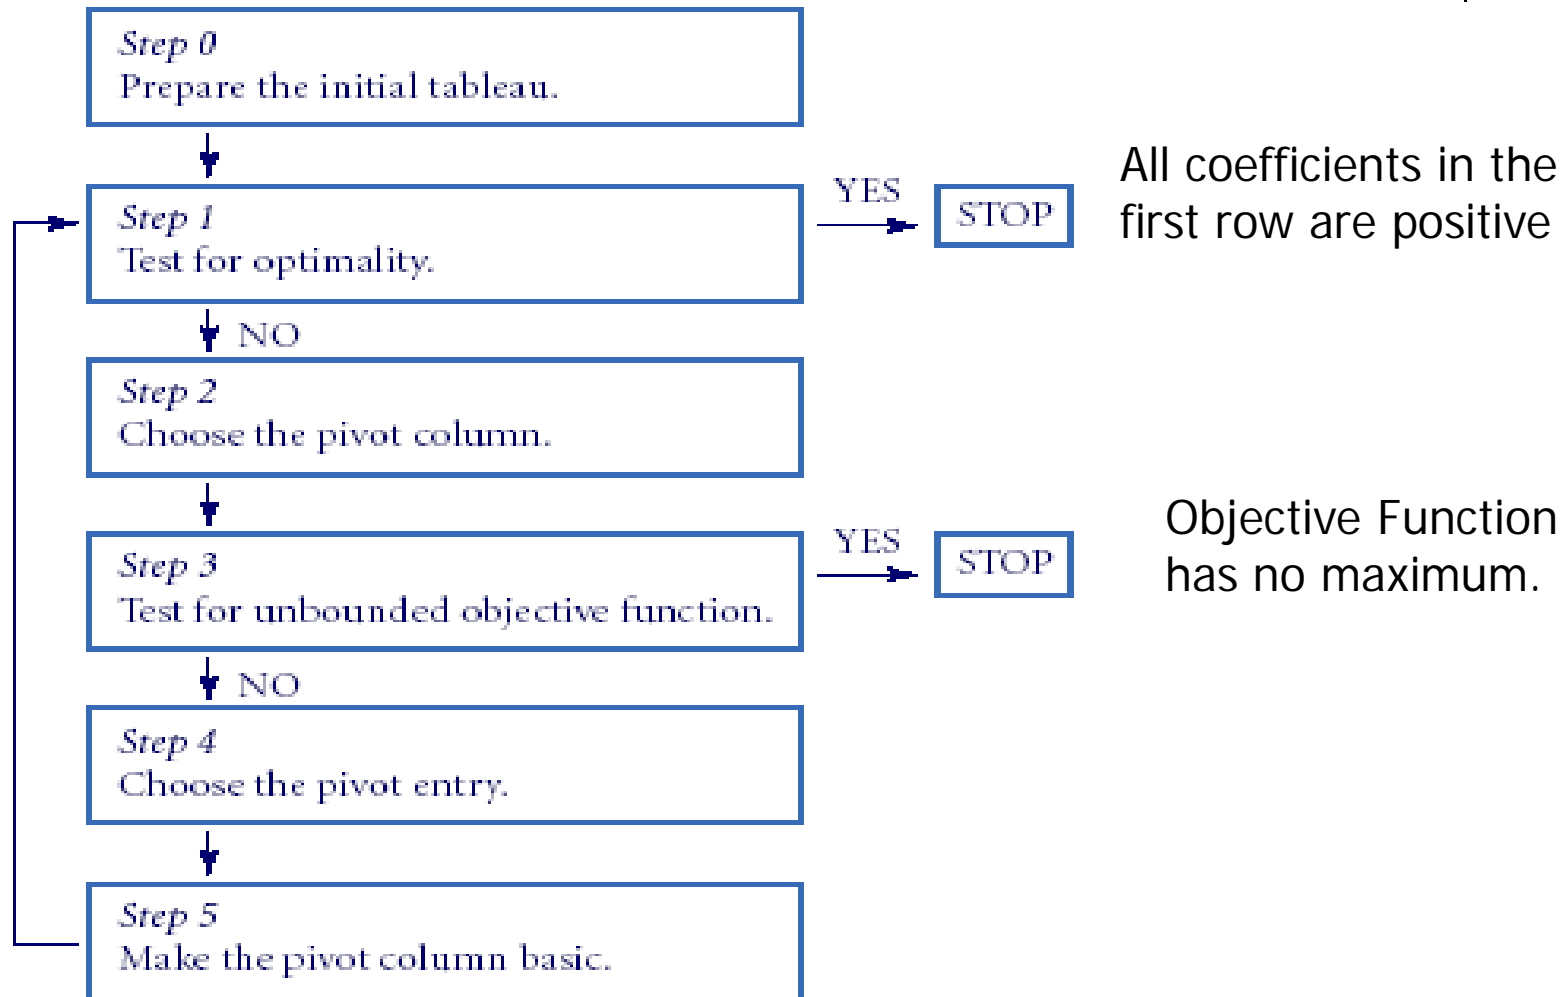 Step 0
Prepare the initial tableau.
Step 1
Test for optimality.
YES
STOP
All coefficients in the
first row are positive
NO
Step 2
Choose the pivot column.
Step 3
Test for unbounded objective function.
YES
STOP
Objective Function
has no maximum.
NO
Step 4
Choose the pivot entry.
Step 5
Make the pivot column basic.